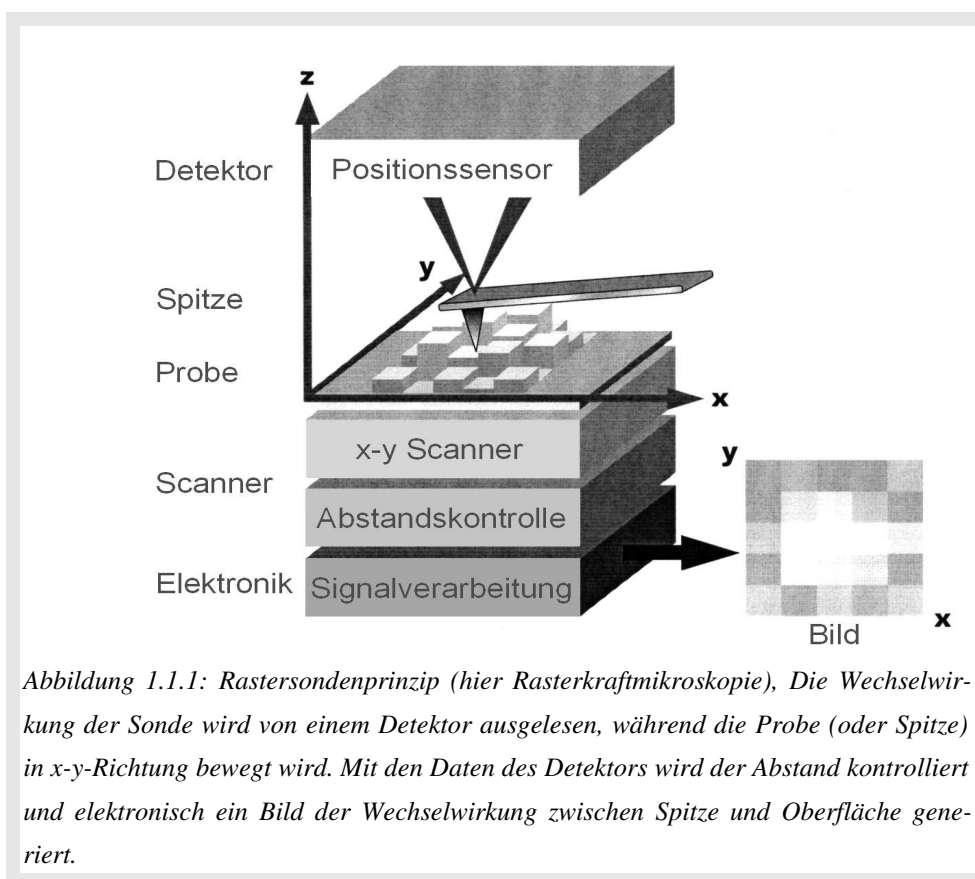 z
Detektor Positionssensor
y
Spitze
Probe
x
x-y Scanner
y
Scanner
Abstandskontrolle
Elektronik Signalverarbeitung
x
Bild
Abbildung 1.1.1: Rastersondenprinzip (hier Rasterkraftmikroskopie), Die Wechselwir-
kung der Sonde wird von einem Detektor ausgelesen, während die Probe (oder Spitze)
in x-y-Richtung bewegt wird. Mit den Daten des Detektors wird der Abstand kontrolliert
und elektronisch ein Bild der Wechselwirkung zwischen Spitze und Oberfläche gene-
riert.